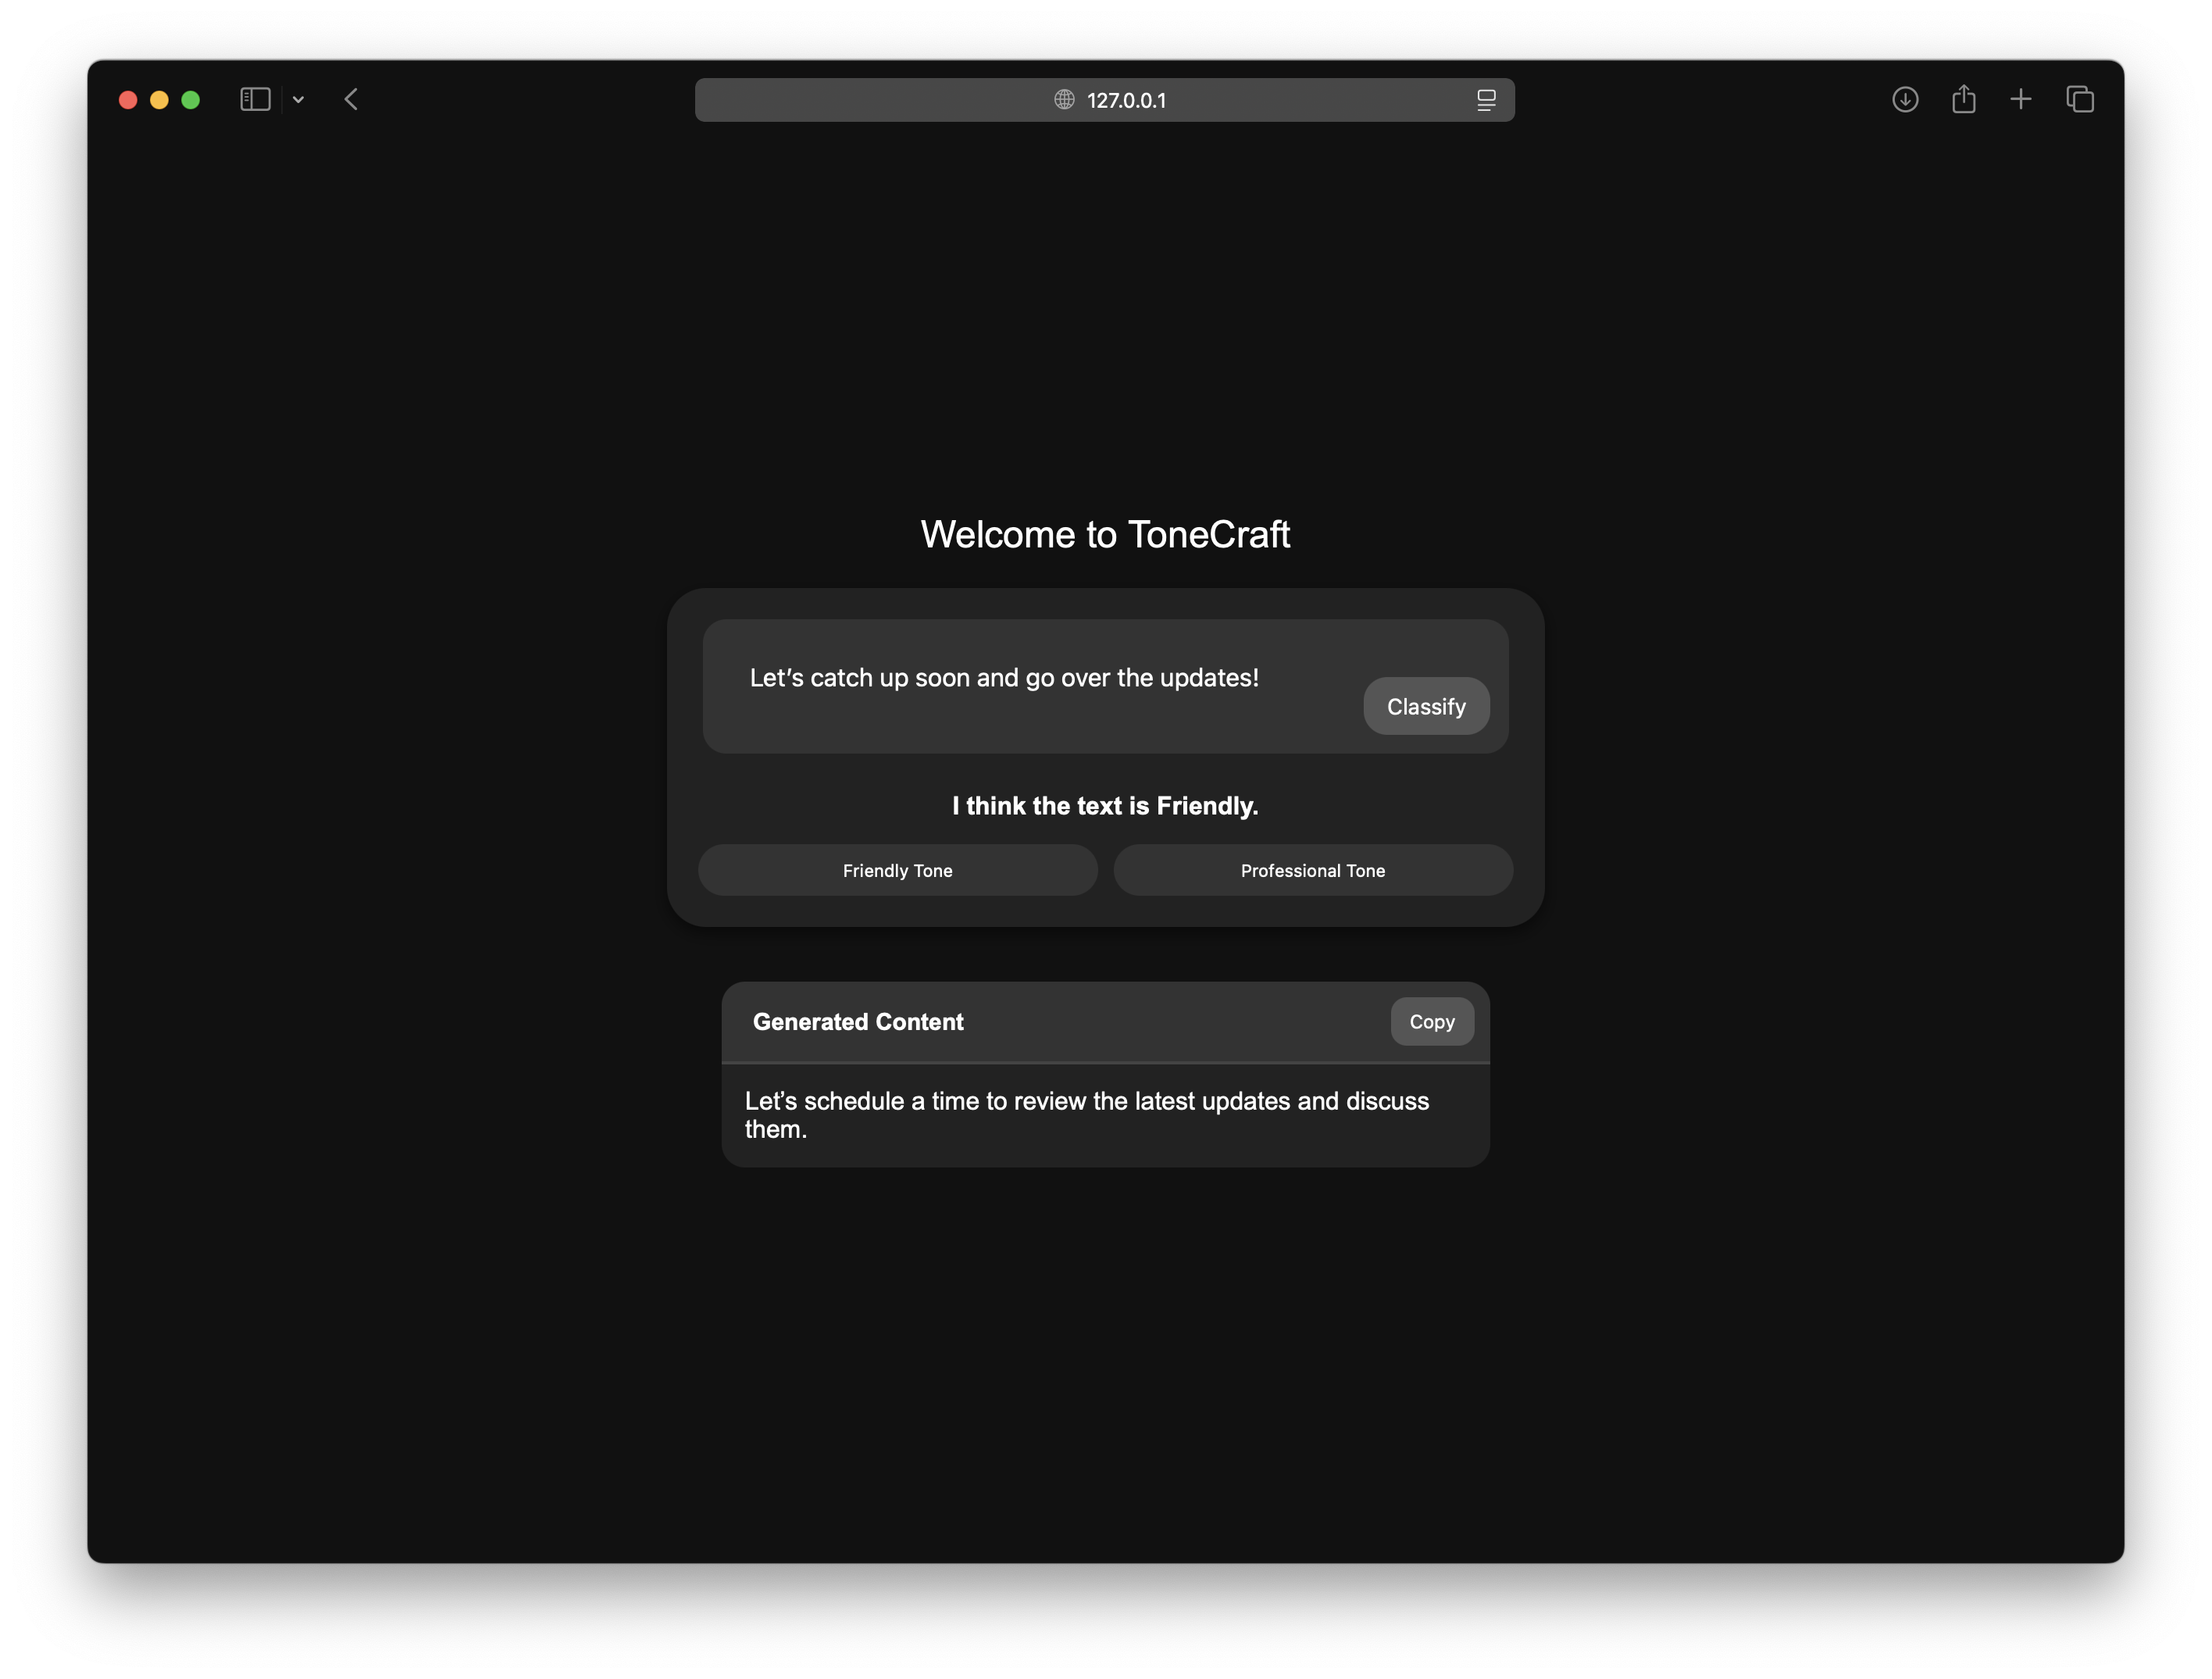 127.0.0.1
Welcome to ToneCraft
Let’s catch up soon and go over the updates!
Classify
I think the text is Friendly.
Friendly Tone
Professional Tone
Generated Content
Copy
Let’s schedule a time to review the latest updates and discuss
them.